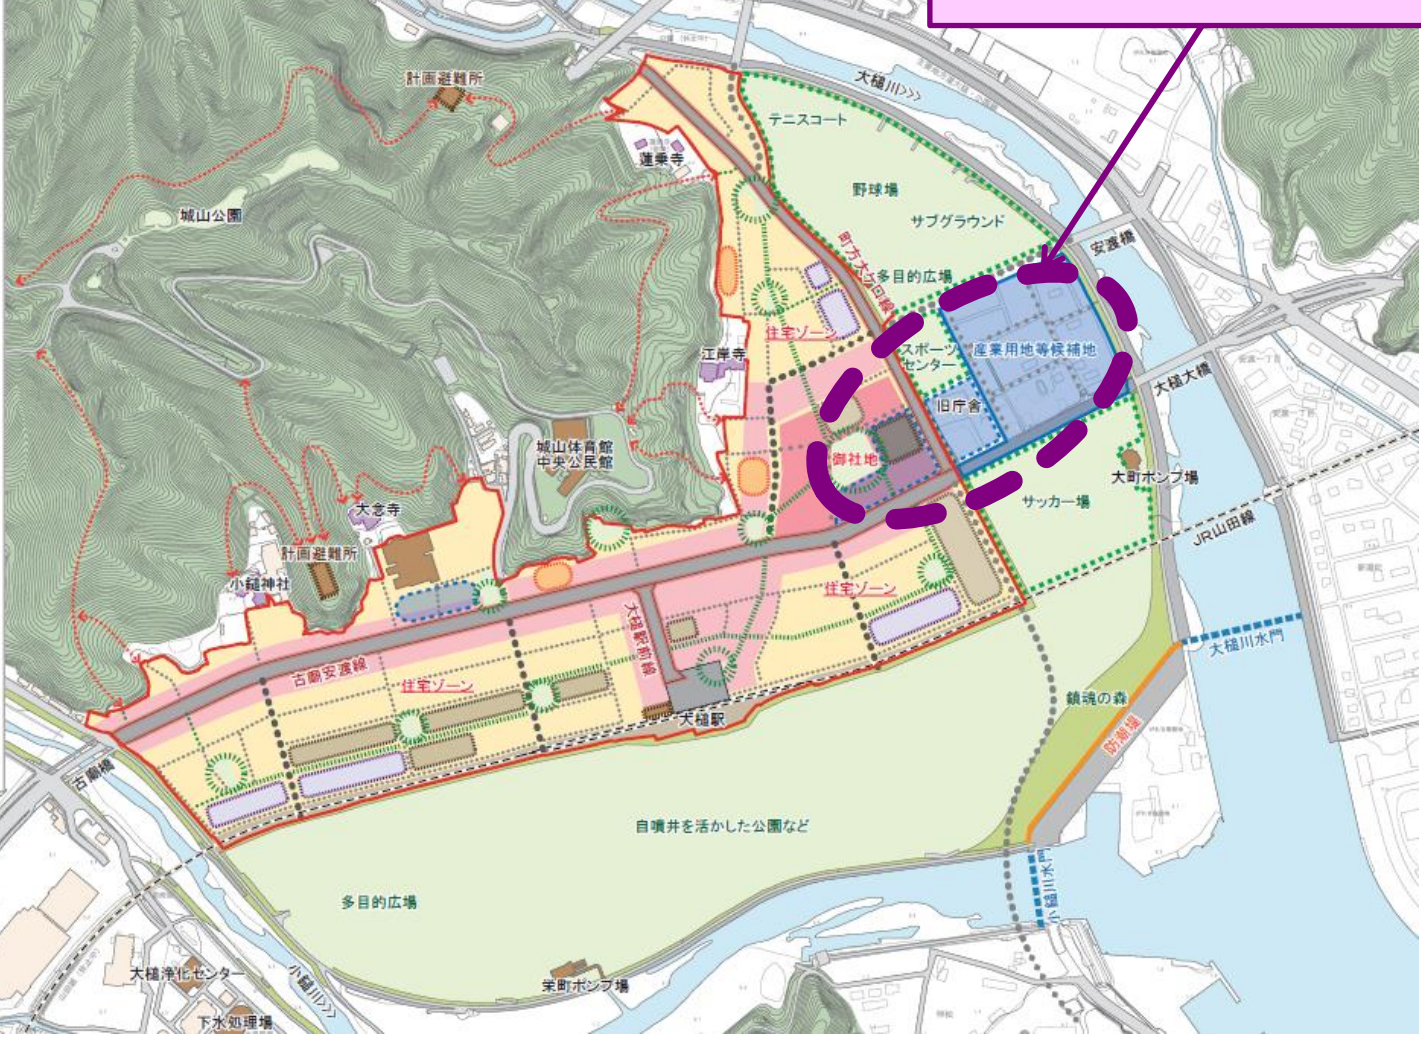 計画避難所
大槌川>>>
テニスコート
蓮乗寺
野球場
城山公園
サブグラウンド
安渡橋
町方大ケ口線
多目的広場
住宅ゾーン
江岸寺
スポーツ
センター
産業用地等候補地
大槌大橋
旧庁舎
城山体育館
中央公民館
御社地
大町ポンプ場
サッカー場
大念寺
JR山田線
計画避難所
小鎚神社
住宅ゾーン
大槌駅前線
大槌川水門
古廟安渡線
住宅ゾーン
鎮魂の森
大槌駅
防潮堤
古廟橋
自噴井を活かした公園など
小鎚川水門
多目的広場
大槌浄化センター
小鎚川>>>
栄町ポンプ場
下水処理場